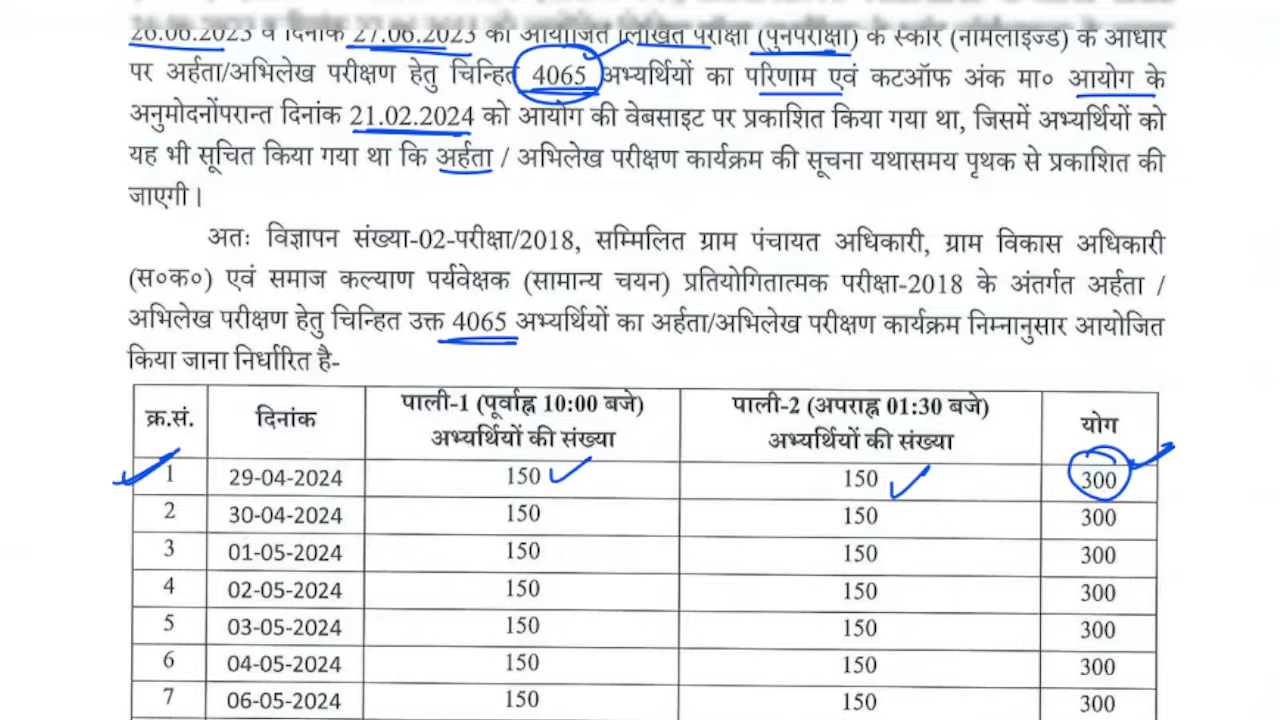 26.06.2023 व दिनांक 27.06.2023 को आयोजित लिखित परीक्षा (पुनर्परीक्षा) के स्कोर (नॉर्मलाइज्ड) के आधार
पर अर्हता/अभिलेख परीक्षण हेतु चिन्हित 4065 अभ्यर्थियों का परिणाम एवं कटऑफ अंक मा० आयोग के
अनुमोदनोंपरान्त दिनांक 21.02.2024 को आयोग की वेबसाइट पर प्रकाशित किया गया था, जिसमें अभ्यर्थियों को
यह भी सूचित किया गया था कि अर्हता / अभिलेख परीक्षण कार्यक्रम की सूचना यथासमय पृथक से प्रकाशित की
जाएगी।
अतः विज्ञापन संख्या-02-परीक्षा/2018, सम्मिलित ग्राम पंचायत अधिकारी, ग्राम विकास अधिकारी
(स०क०) एवं समाज कल्याण पर्यवेक्षक (सामान्य चयन) प्रतियोगितात्मक परीक्षा-2018 के अंतर्गत अर्हता /
अभिलेख परीक्षण हेतु चिन्हित उक्त 4065 अभ्यर्थियों का अर्हता/अभिलेख परीक्षण कार्यक्रम निम्नानुसार आयोजित
किया जाना निर्धारित है-
क्र.सं. दिनांक पाली-1 (पूर्वाह्न 10:00 बजे) अभ्यर्थियों की संख्या पाली-2 (अपराह्न 01:30 बजे) अभ्यर्थियों की संख्या योग
1 29-04-2024 150 150 300
2 30-04-2024 150 150 300
3 01-05-2024 150 150 300
4 02-05-2024 150 150 300
5 03-05-2024 150 150 300
6 04-05-2024 150 150 300
7 06-05-2024 150 150 300